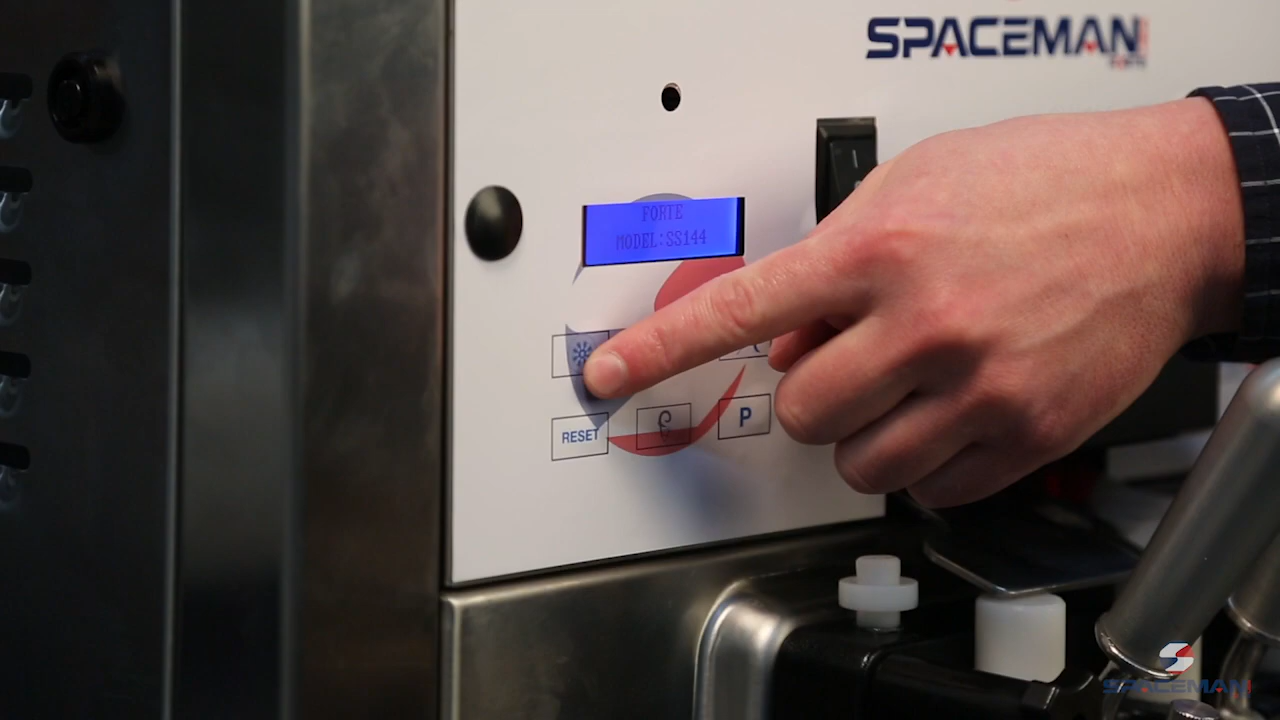 SPACEMAN
FORTE
MODEL:SS144
RESET
P
SPACEMAN